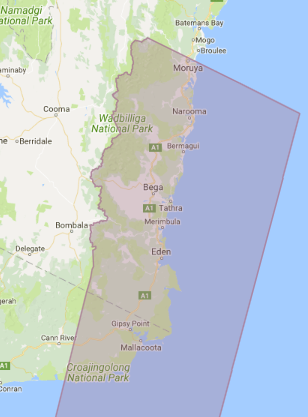 Namadgi
National Park
Batemans Bay
Mogo
Broulee
Moruya
Cooma
Narooma
Wadbilliga
National Park
Berridale
Bermagui
A1
Bega
A1
Tathra
Bombala
Merimbula
Delegate
Eden
A1
Gipsy Point
Cann River
Mallacoota
A1
Croajingolong
National Park